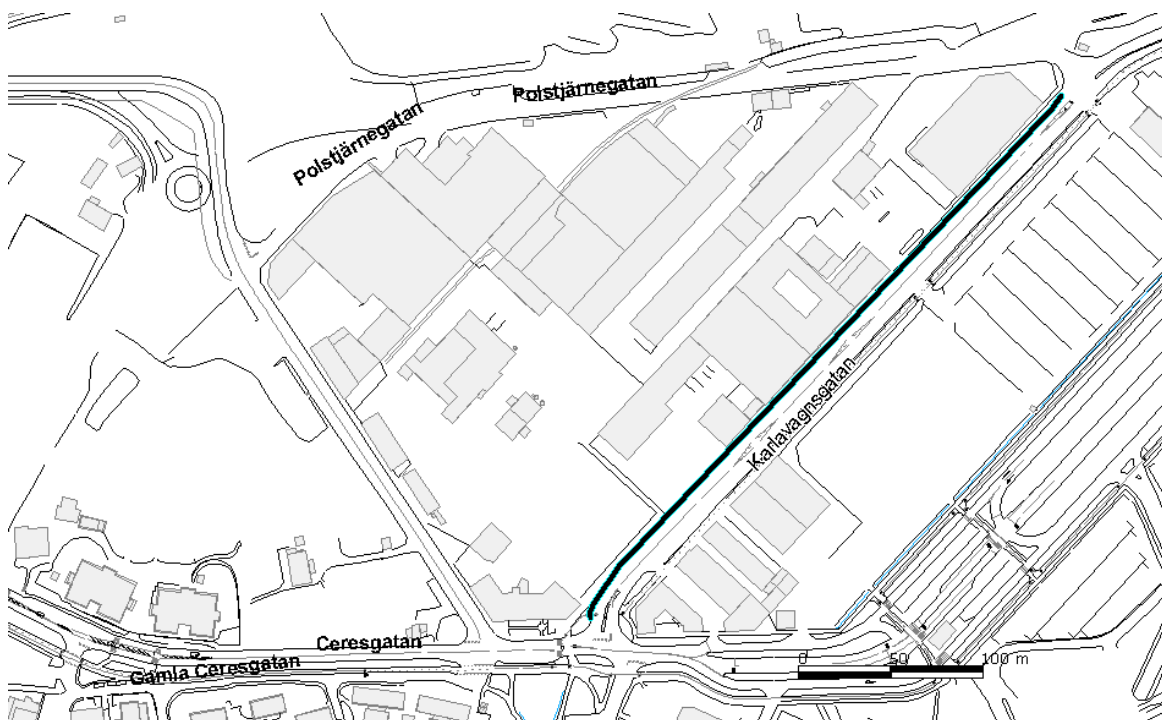 Polstjärnegatan
Polstjärnegatan
Karlavagnsgatan
Ceresgatan
Gamla Ceresgatan
0 50 100 m